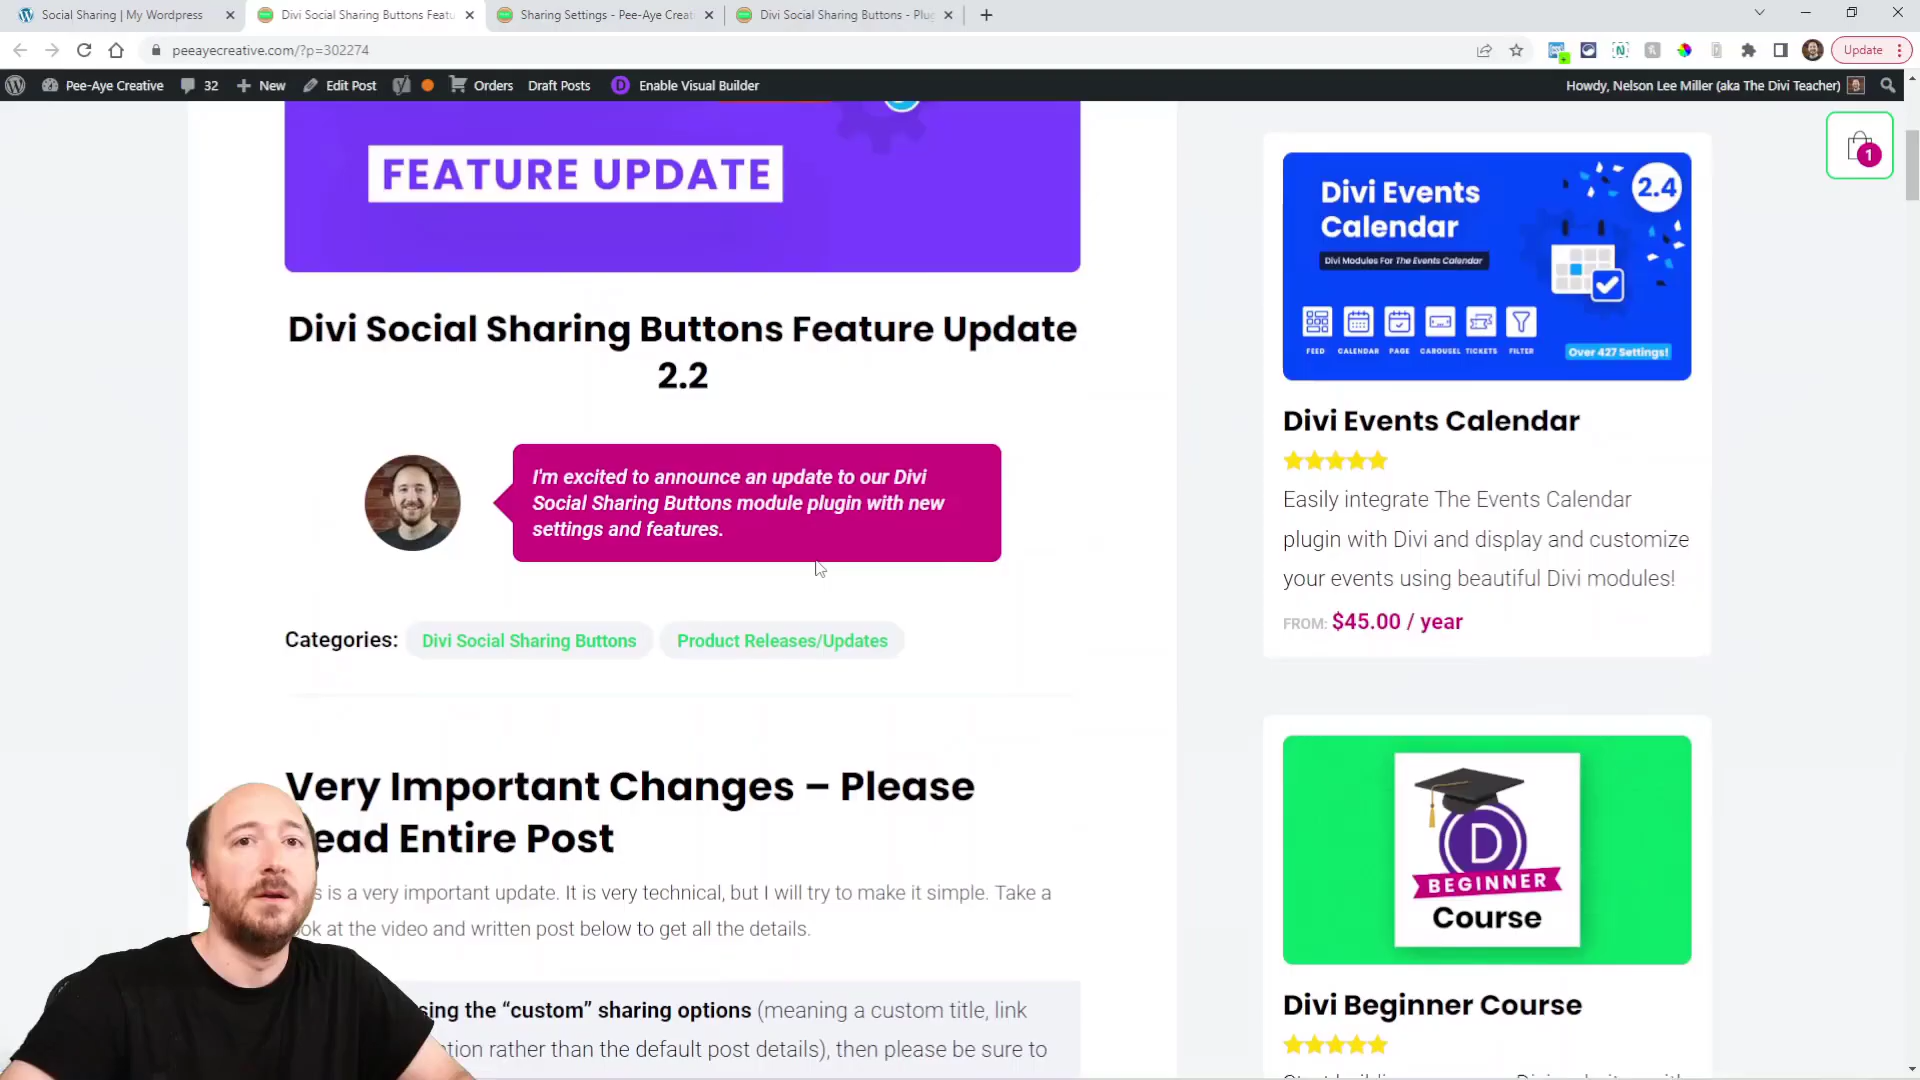 Social Sharing | My Wordpress
Divi Social Sharing Buttons Featu
Sharing Settings - Pee-Aye Creati
Divi Social Sharing Buttons - Plug
peeayecreative.com/?p=302274
Update
Pee-Aye Creative
32
New
Edit Post
Orders
Draft Posts
Enable Visual Builder
Howdy, Nelson Lee Miller (aka The Divi Teacher)
1
FEATURE UPDATE
Divi Social Sharing Buttons Feature Update
2.2
I'm excited to announce an update to our Divi
Social Sharing Buttons module plugin with new
settings and features.
Categories: Divi Social Sharing Buttons Product Releases/Updates
Very Important Changes – Please
ead Entire Post
s is a very important update. It is very technical, but I will try to make it simple. Take a
ok at the video and written post below to get all the details.
sing the “custom” sharing options (meaning a custom title, link
tion rather than the default post details), then please be sure to
Divi Events
Calendar
2.4
Divi Modules For The Events Calendar
FEED CALENDAR PAGE CAROUSEL TICKETS FILTER
Over 427 Settings!
Divi Events Calendar
Easily integrate The Events Calendar
plugin with Divi and display and customize
your events using beautiful Divi modules!
FROM: $45.00 / year
D
BEGINNER
Course
Divi Beginner Course